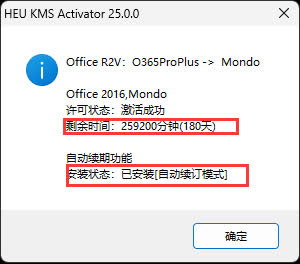 HEU KMS Activator 25.0.0
Office R2V：O365ProPlus -> Mondo
Office 2016,Mondo
许可状态：激活成功
剩余时间：259200分钟(180天)
自动续期功能
安装状态：已安装[自动续订模式]
确定